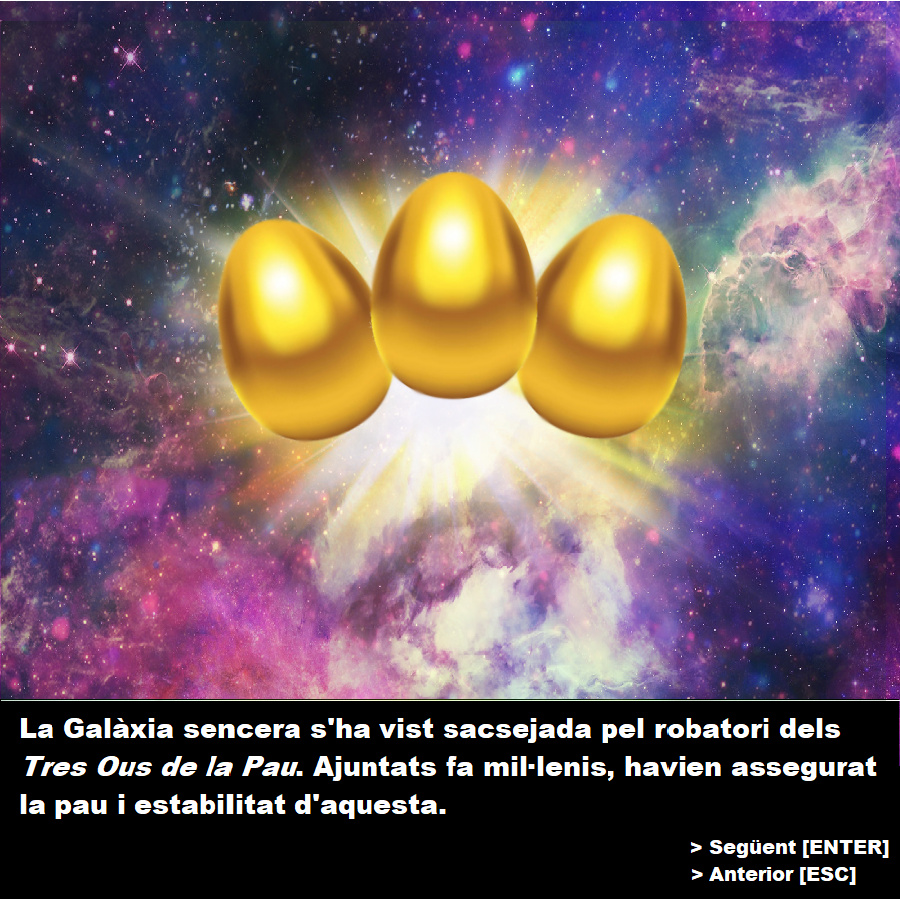 La Galàxia sencera s'ha vist sacsejada pel robatori dels
Tres Ous de la Pau. Ajuntats fa mil·lenis, havien assegurat
la pau i estabilitat d'aquesta.
> Següent [ENTER]
> Anterior [ESC]